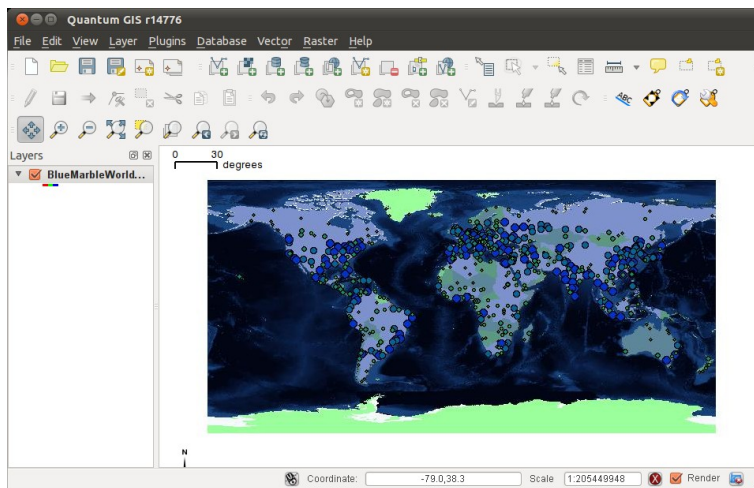 Quantum GIS r14776
File Edit View Layer Plugins Database Vector Raster Help
ABC
Layers
BlueMarbleWorld...
0 30
degrees
N
Coordinate: -79.0,38.3 Scale 1:205449948 Render